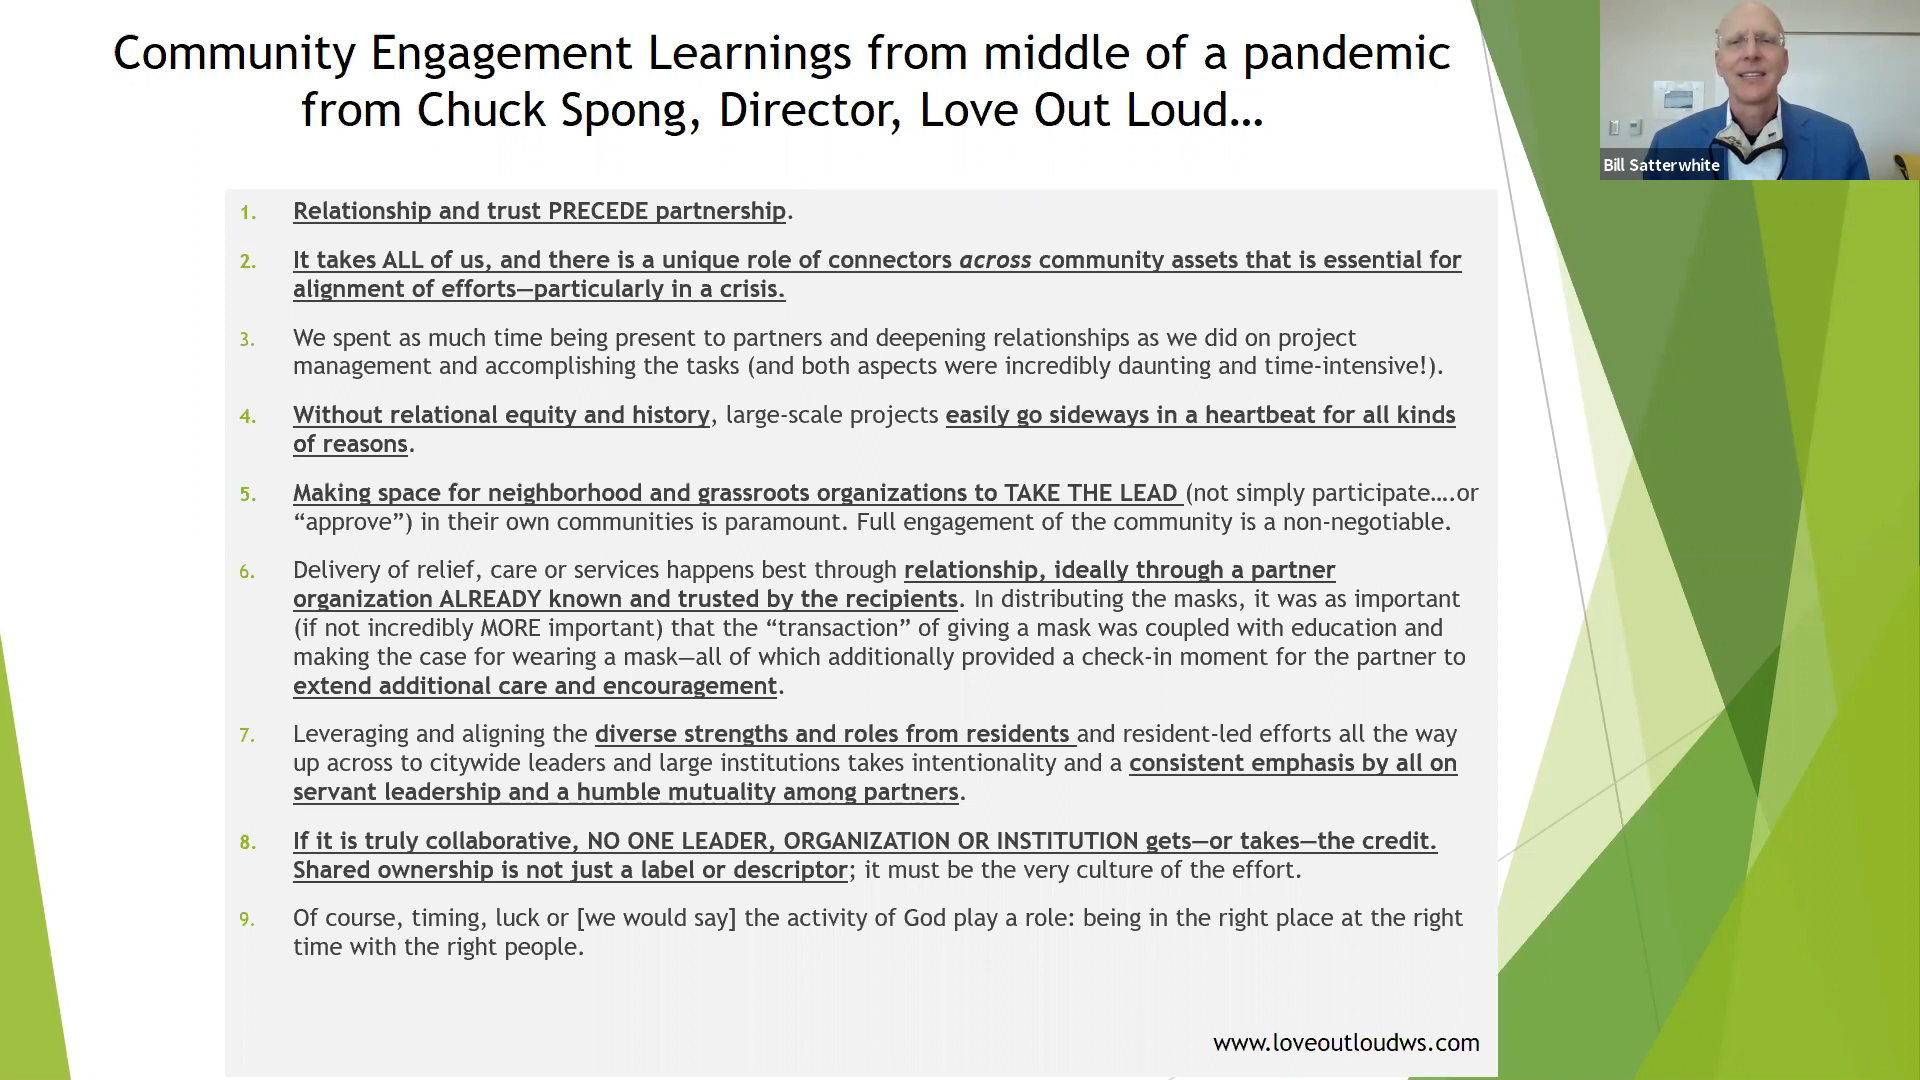 Community Engagement Learnings from middle of a pandemic
from Chuck Spong, Director, Love Out Loud…
Bill Satterwhite
1. Relationship and trust PRECEDE partnership.
2. It takes ALL of us, and there is a unique role of connectors across community assets that is essential for
alignment of efforts—particularly in a crisis.
3. We spent as much time being present to partners and deepening relationships as we did on project
management and accomplishing the tasks (and both aspects were incredibly daunting and time-intensive!).
4. Without relational equity and history, large-scale projects easily go sideways in a heartbeat for all kinds
of reasons.
5. Making space for neighborhood and grassroots organizations to TAKE THE LEAD (not simply participate….or
“approve”) in their own communities is paramount. Full engagement of the community is a non-negotiable.
6. Delivery of relief, care or services happens best through relationship, ideally through a partner
organization ALREADY known and trusted by the recipients. In distributing the masks, it was as important
(if not incredibly MORE important) that the “transaction” of giving a mask was coupled with education and
making the case for wearing a mask—all of which additionally provided a check-in moment for the partner to
extend additional care and encouragement.
7. Leveraging and aligning the diverse strengths and roles from residents and resident-led efforts all the way
up across to citywide leaders and large institutions takes intentionality and a consistent emphasis by all on
servant leadership and a humble mutuality among partners.
8. If it is truly collaborative, NO ONE LEADER, ORGANIZATION OR INSTITUTION gets—or takes—the credit.
Shared ownership is not just a label or descriptor; it must be the very culture of the effort.
9. Of course, timing, luck or [we would say] the activity of God play a role: being in the right place at the right
time with the right people.
www.loveoutloudws.com